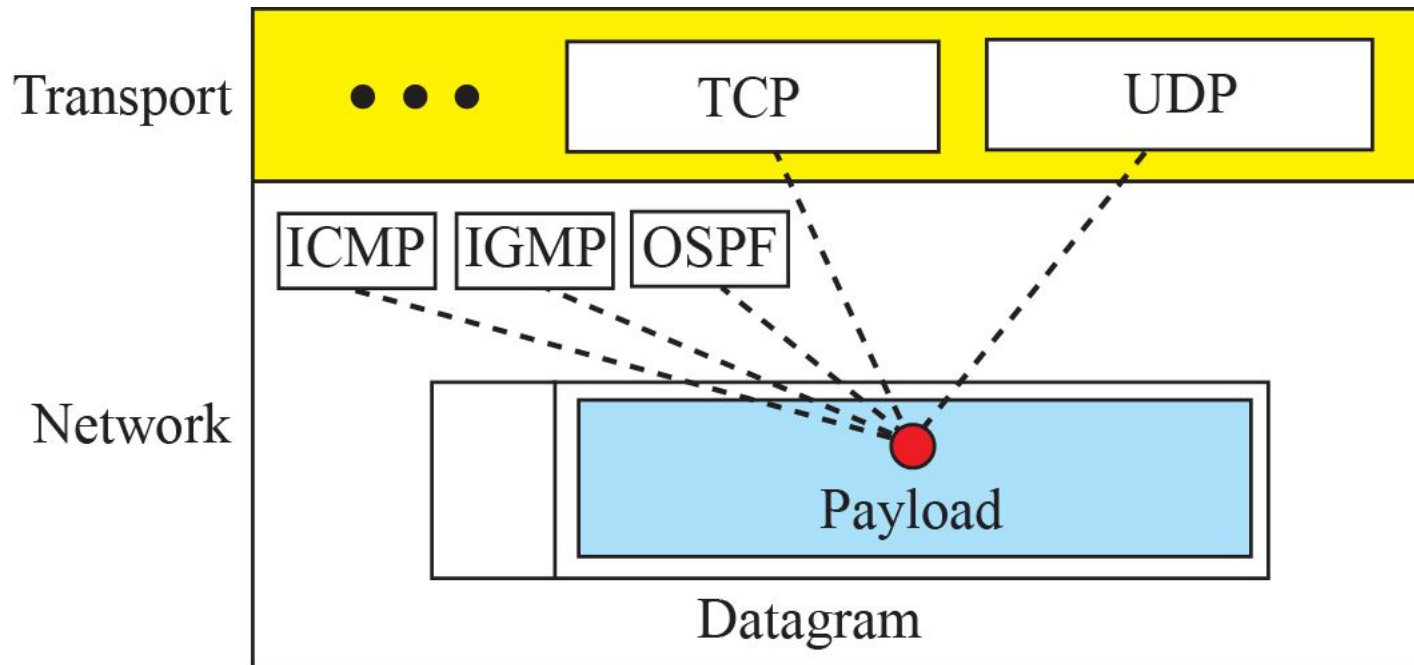 Transport
TCP
UDP
ICMP
IGMP
OSPF
Network
Payload
Datagram